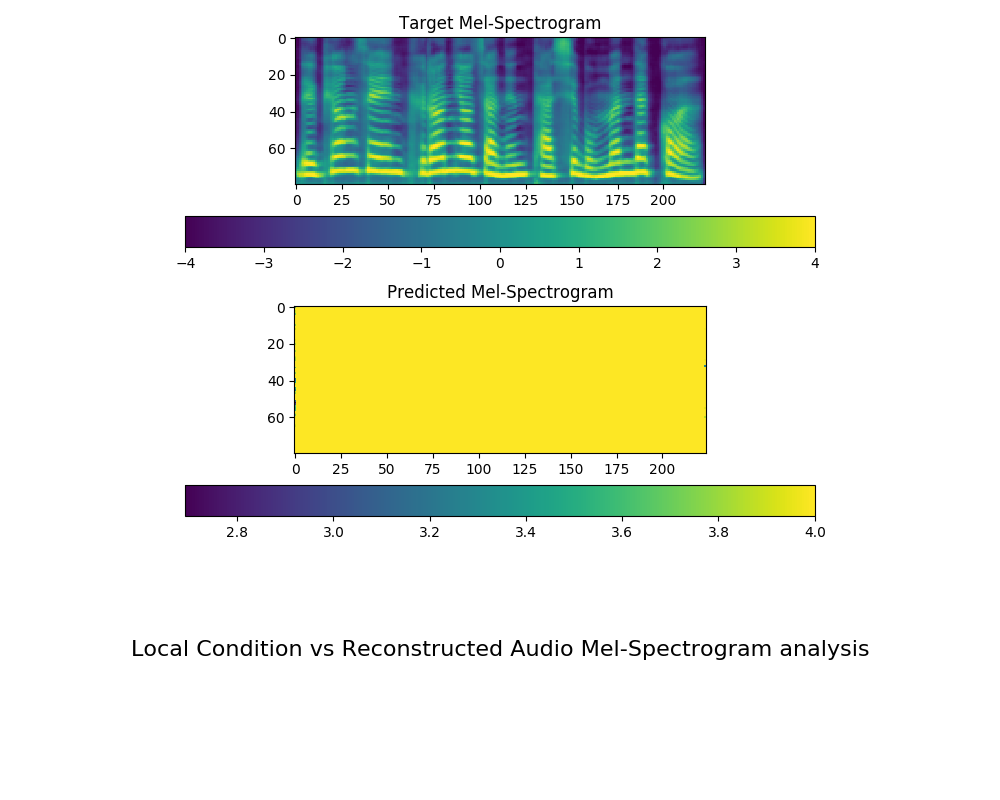 Target Mel-Spectrogram
0
20
40
60
0 25 50 75 100 125 150 175 200
−4 −3 −2 −1 0 1 2 3 4
Predicted Mel-Spectrogram
0
20
40
60
0 25 50 75 100 125 150 175 200
2.8 3.0 3.2 3.4 3.6 3.8 4.0
Local Condition vs Reconstructed Audio Mel-Spectrogram analysis